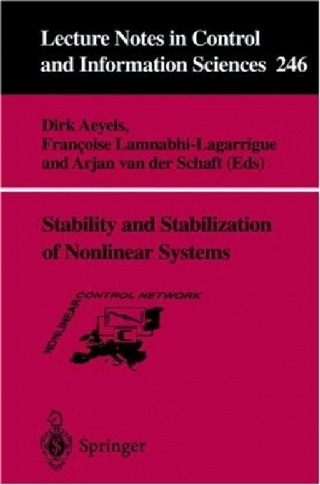 Lecture Notes in Control
and Information Sciences 246
Dirk Aeyels,
Françoise Lamnabhi-Lagarrigue
and Arjan van der Schaft (Eds)
Stability and Stabilization
of Nonlinear Systems
NONLINEAR CONTROL NETWORK
Springer